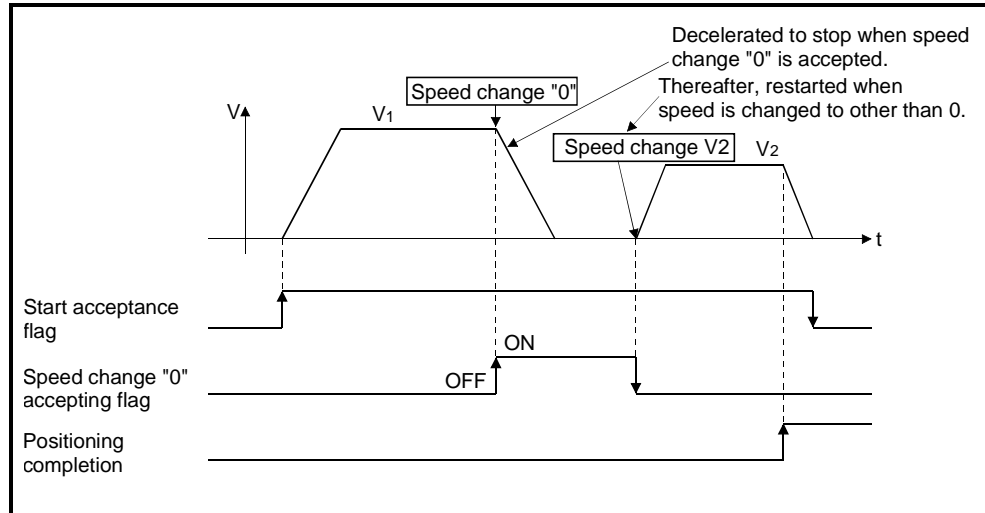 Decelerated to stop when speed
change "0" is accepted.
Speed change "0"
Thereafter, restarted when
speed is changed to other than 0.
V
V1
Speed change V2
V2
t
Start acceptance
flag
ON
OFF
Speed change "0"
accepting flag
Positioning
completion